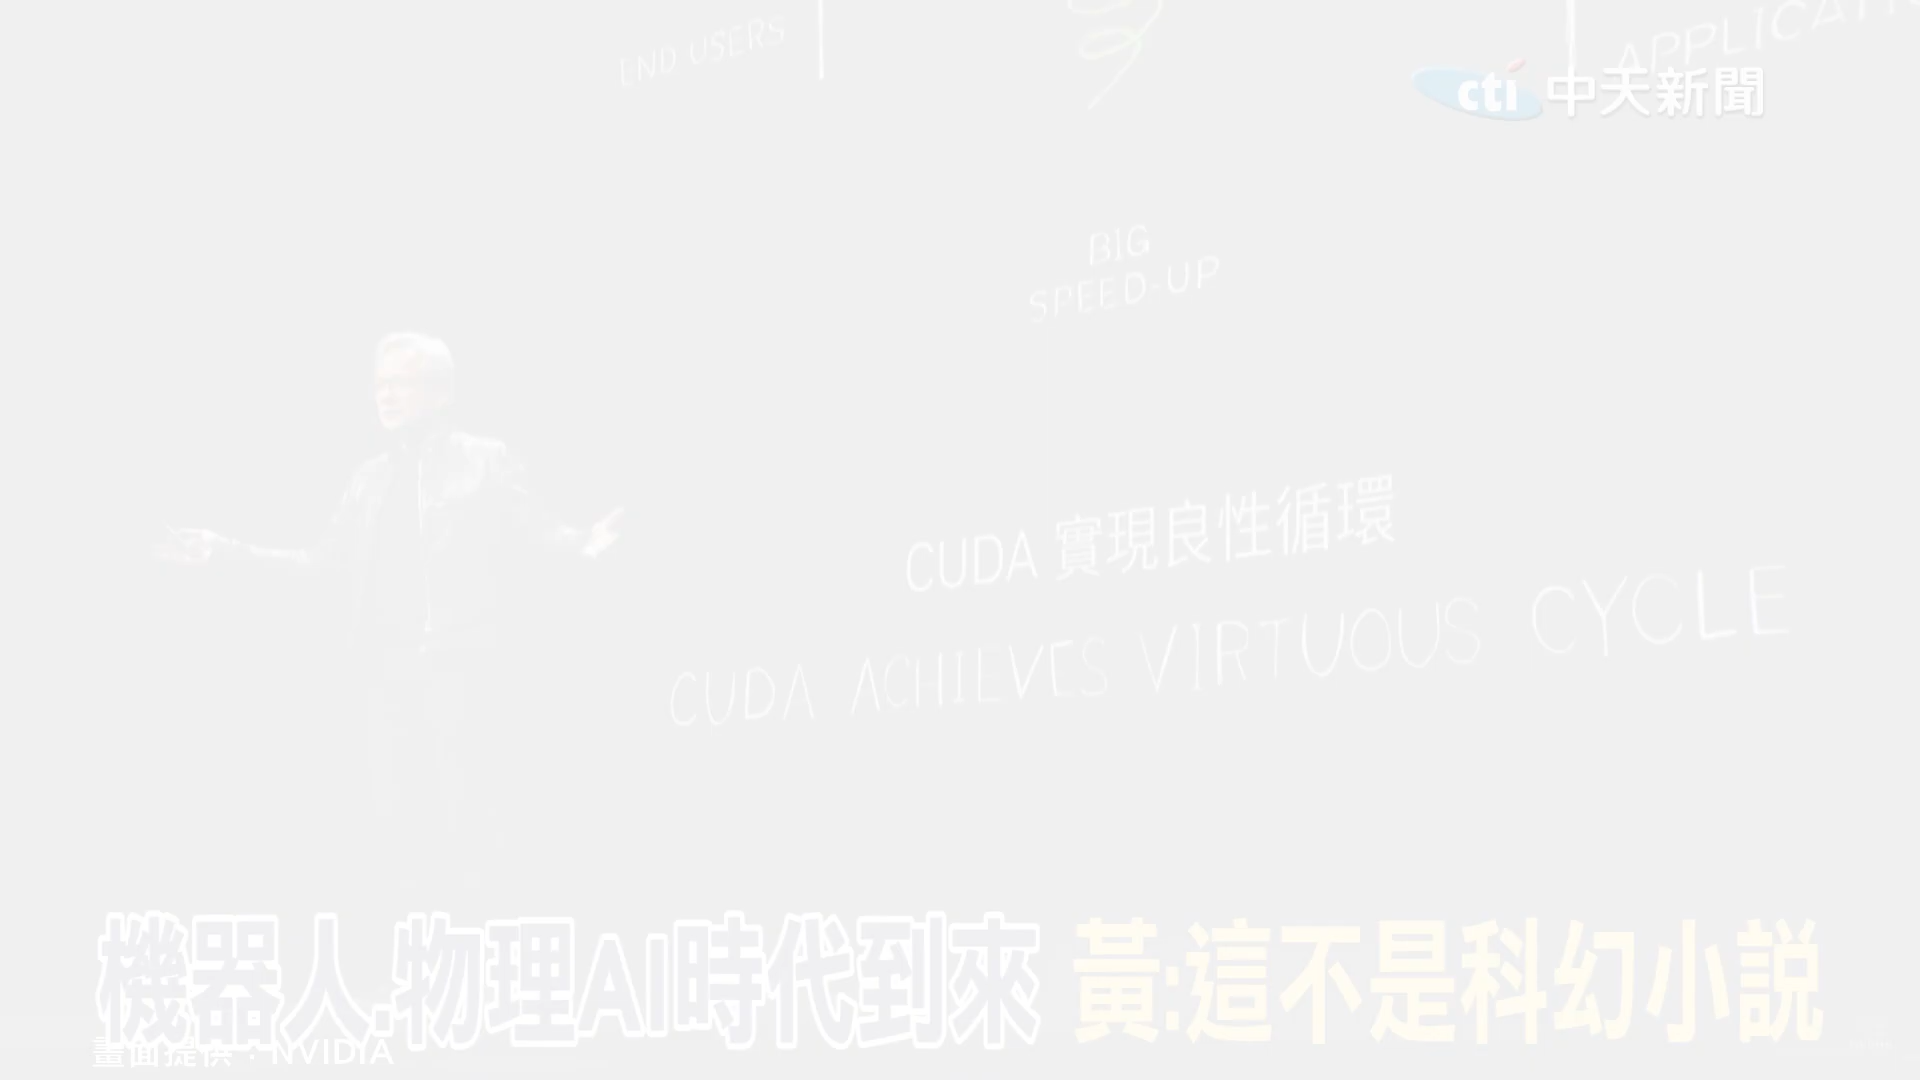 END USERS
APPLICATI
cti 中天新聞
BIG
SPEED-UP
CUDA 實現良性循環
CUDA ACHIEVES VIRTUOUS CYCLE
機器人.物理AI時代到來 黃:這不是科幻小說
畫面提供：NVIDIA